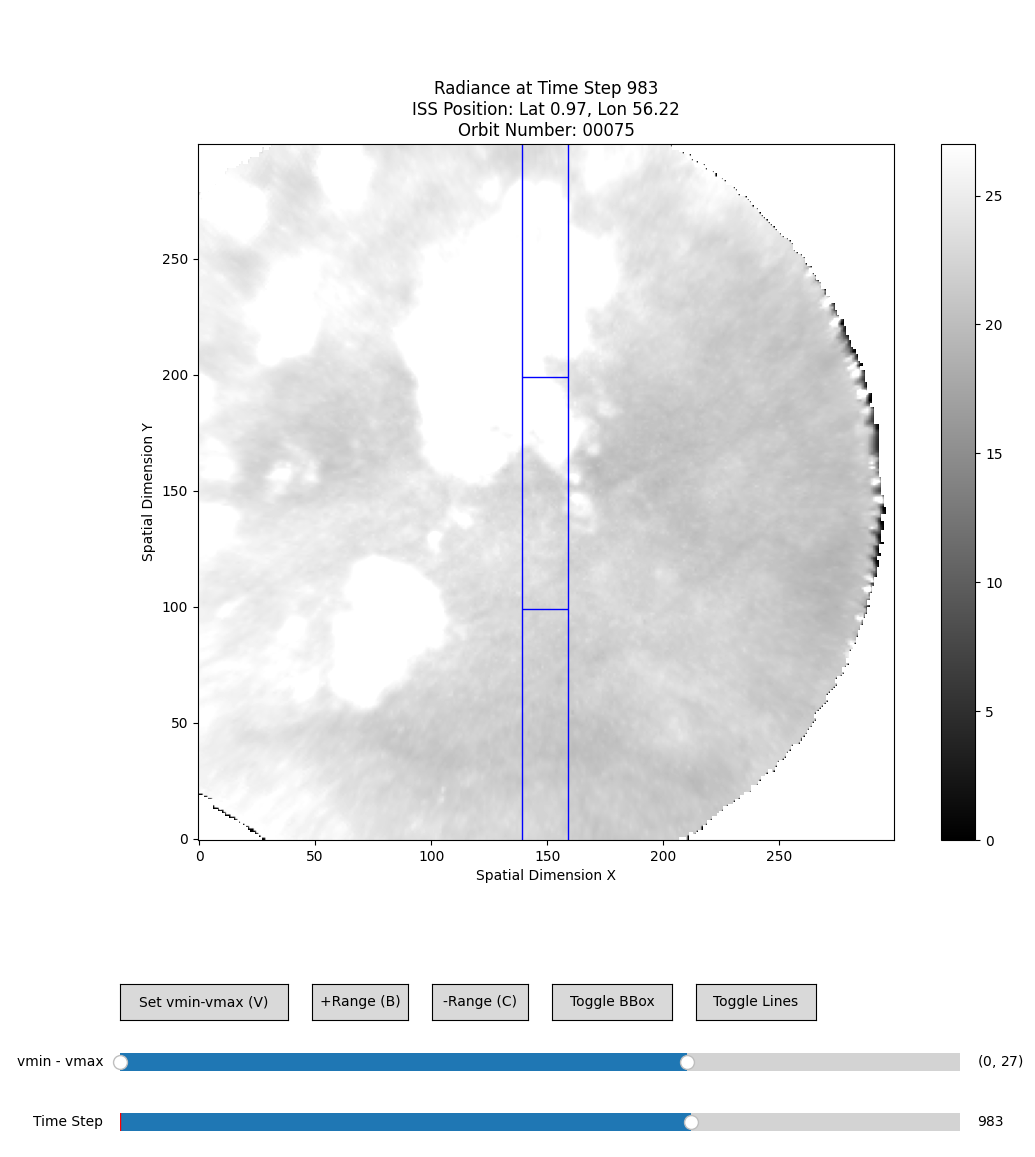 Radiance at Time Step 983
ISS Position: Lat 0.97, Lon 56.22
Orbit Number: 00075
Spatial Dimension Y
250
200
150
100
50
0
0 50 100 150 200 250
Spatial Dimension X
25
20
15
10
5
0
Set vmin-vmax (V) +Range (B) -Range (C) Toggle BBox Toggle Lines
vmin - vmax (0, 27)
Time Step 983